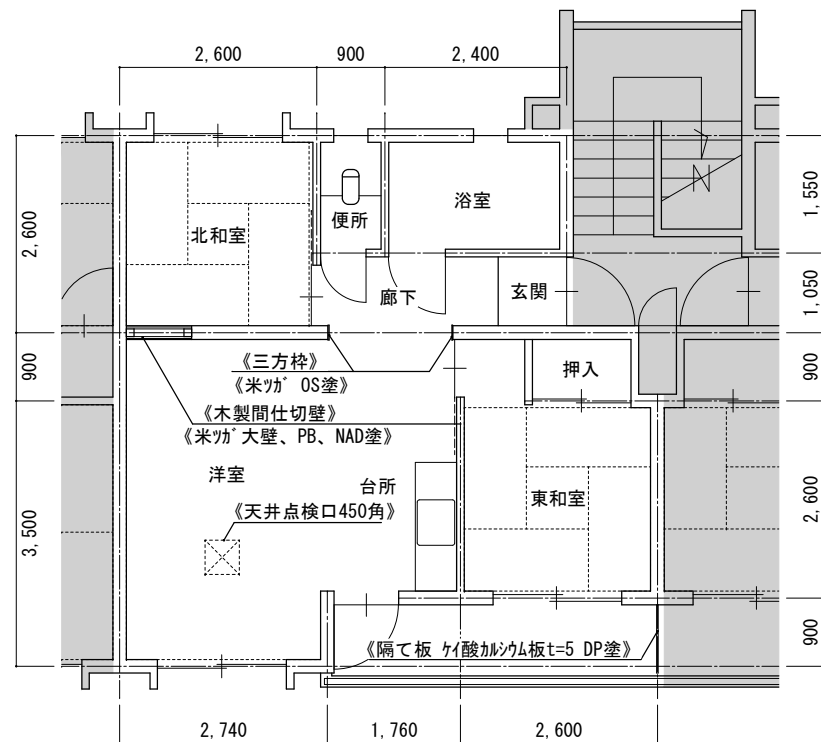 2,600 900 2,400
2,600
900
3,500
1,550
1,050
900
2,600
900
北和室
便所
浴室
廊下
玄関
《三方枠》
《米ﾂｶﾞ OS塗》
押入
《木製間仕切壁》
《米ﾂｶﾞ大壁、PB、NAD塗》
洋室
台所
東和室
《天井点検口450角》
《隔て板 ｹｲ酸ｶﾙｼｳﾑ板t=5 DP塗》
2,740 1,760 2,600